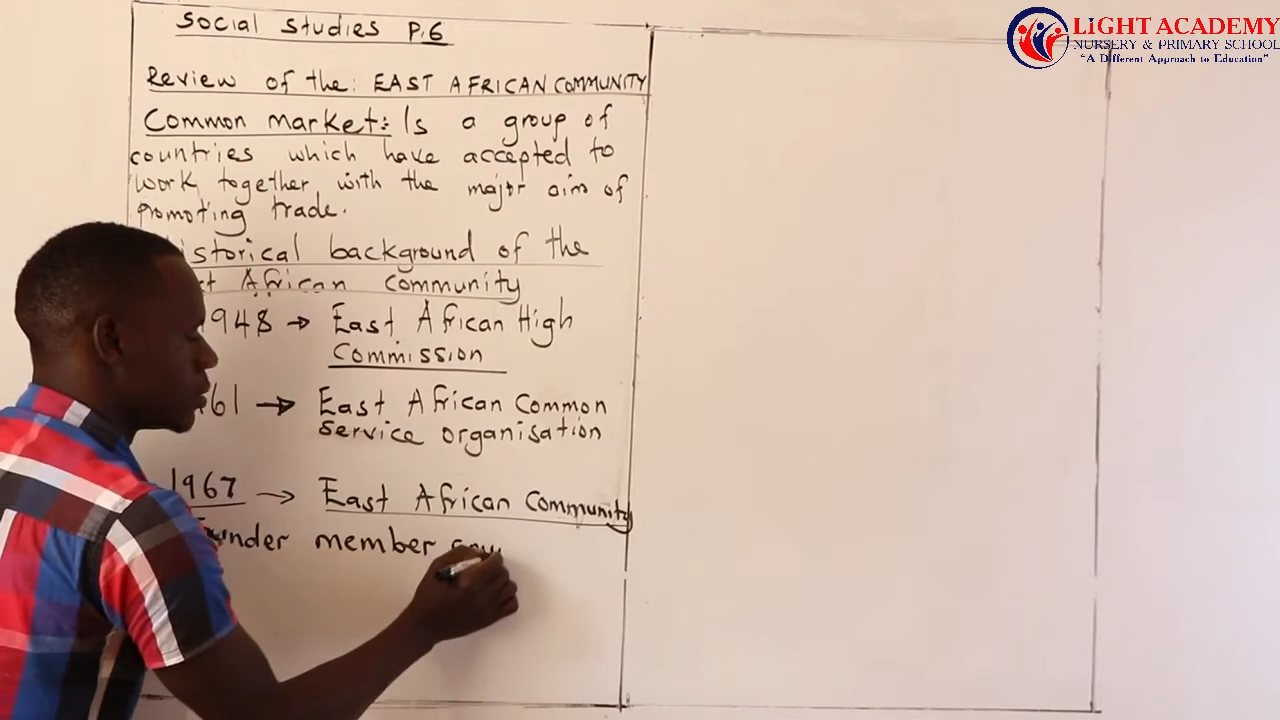 Social Studies P.6
Review of the: EAST AFRICAN COMMUNITY
Common market: Is a group of
countries which have accepted to
work together with the major aim of
promoting trade.
historical background of the
African Community
1948 → East African High
Commission
1961 → East African Common
Service organisation
1967 → East African Community
Founder member
LIGHT ACADEMY
NURSERY & PRIMARY SCHOOL
"A Different Approach to Education"